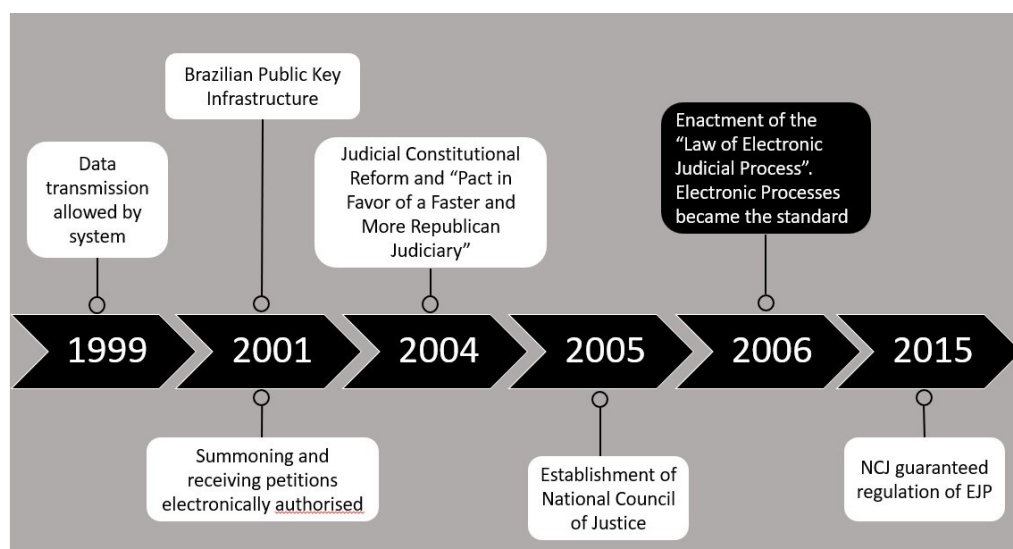 Brazilian Public Key
Infrastructure
Data
transmission
allowed by
system
Judicial Constitutional
Reform and “Pact in
Favor of a Faster and
More Republican
Judiciary”
Enactment of the
“Law of Electronic
Judicial Process”.
Electronic Processes
became the standard
1999
2001
2004
2005
2006
2015
Summoning and
receiving petitions
electronically authorised
Establishment of
National Council
of Justice
NCJ guaranteed
regulation of EJP